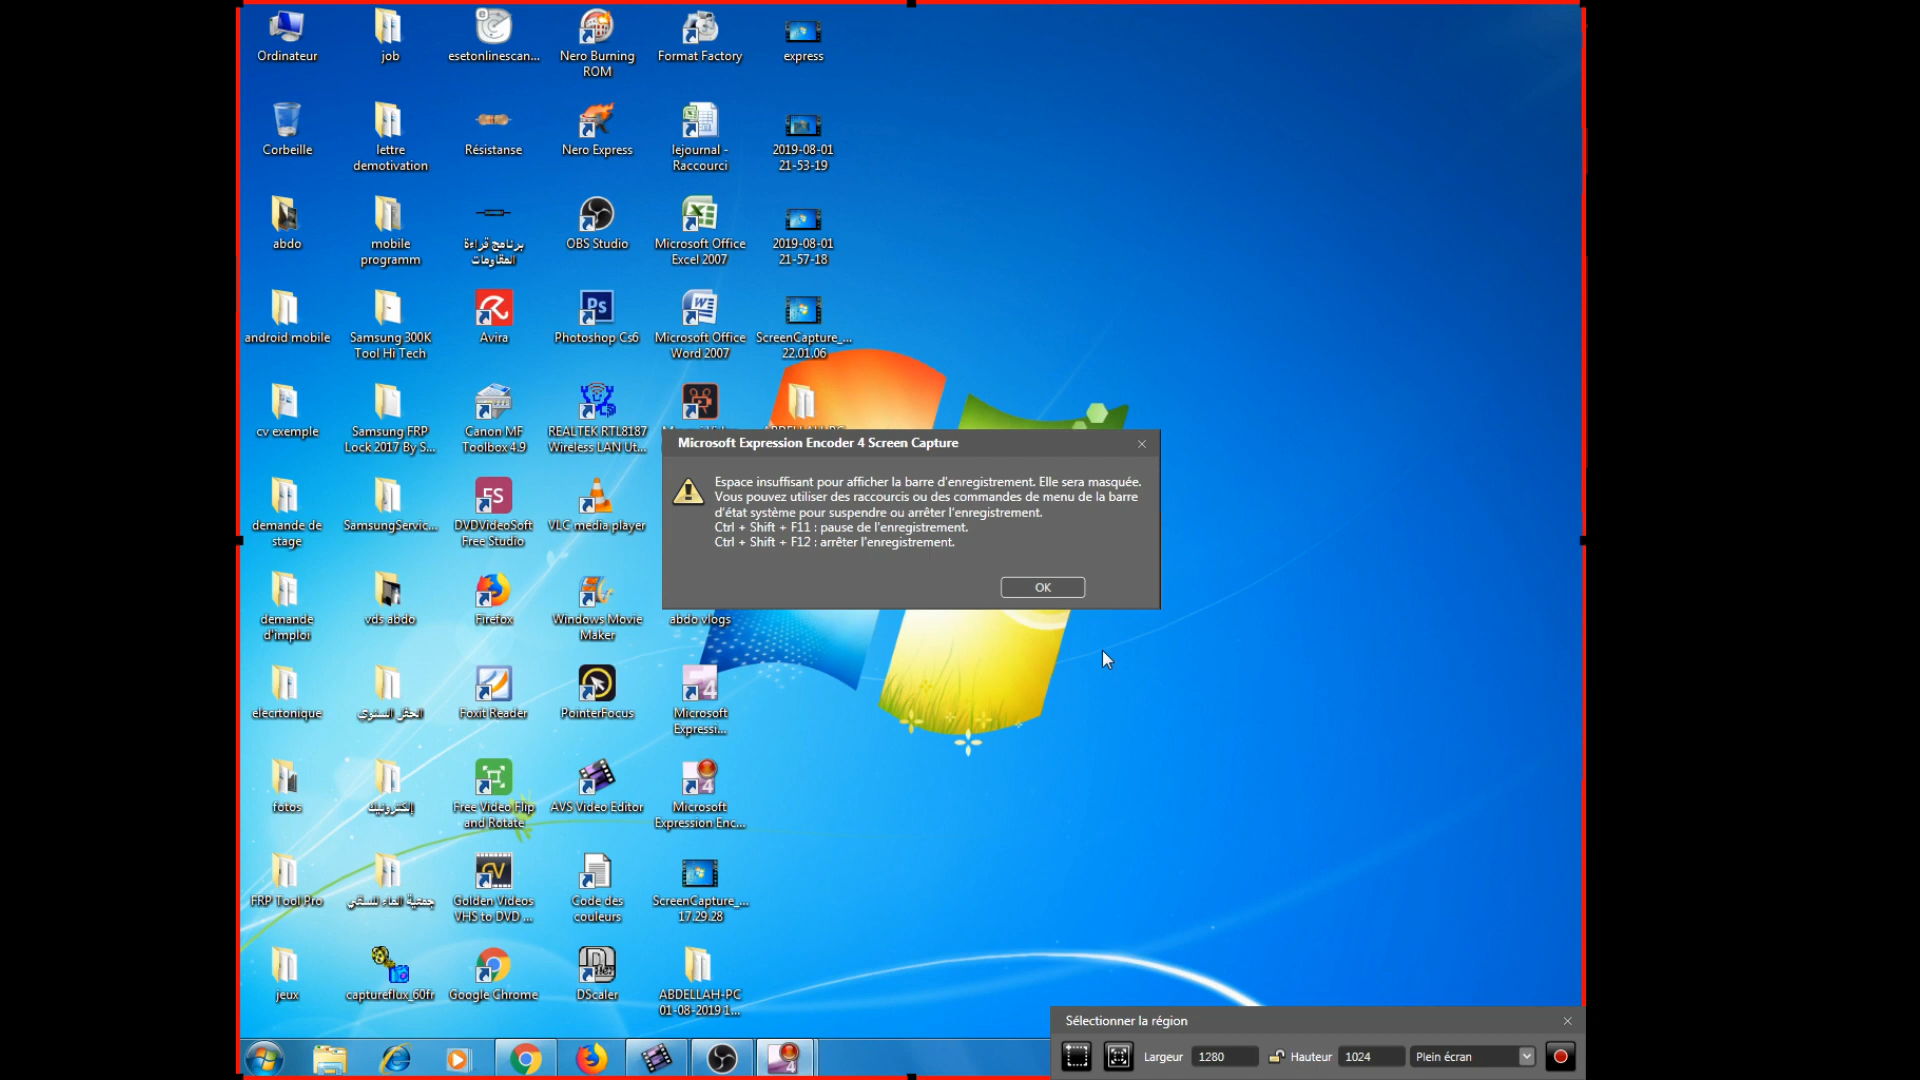 Ordinateur
job
esetonlinescan...
Nero Burning
ROM
Format Factory
express
Corbeille
lettre
demotivation
Résistanse
Nero Express
lejournal -
Raccourci
2019-08-01
21-53-19
abdo
mobile
programm
برنامج قراءة
المقاومات
OBS Studio
Microsoft Office
Excel 2007
2019-08-01
21-57-18
android mobile
Samsung 300K
Tool Hi Tech
Avira
Photoshop Cs6
Microsoft Office
Word 2007
ScreenCapture_...
22.01.06
cv exemple
Samsung FRP
Lock 2017 By S...
Canon MF
Toolbox 4.9
REALTEK RTL8187
Wireless LAN Ut...
Microsoft Expression Encoder 4 Screen Capture
Espace insuffisant pour afficher la barre d'enregistrement. Elle sera masquée.
Vous pouvez utiliser des raccourcis ou des commandes de menu de la barre
d'état système pour suspendre ou arrêter l'enregistrement.
Ctrl + Shift + F11 : pause de l'enregistrement.
Ctrl + Shift + F12 : arrêter l'enregistrement.
OK
demande de
stage
SamsungServic...
DVDVideoSoft
Free Studio
VLC media player
demande
d'imploi
vds abdo
Firefox
Windows Movie
Maker
abdo vlogs
elecrtonique
Foxit Reader
PointerFocus
Microsoft
Expressi...
fotos
إلكترونيك
Free Video Flip
and Rotate
AVS Video Editor
Microsoft
Expression Enc...
FRP Tool Pro
Golden Videos
VHS to DVD ...
Code des
couleurs
ScreenCapture_...
17.29.28
jeux
captureflux_60fr
Google Chrome
DScaler
ABDELLAH-PC
01-08-2019 1...
Sélectionner la région
Largeur 1280 Hauteur 1024 Plein écran